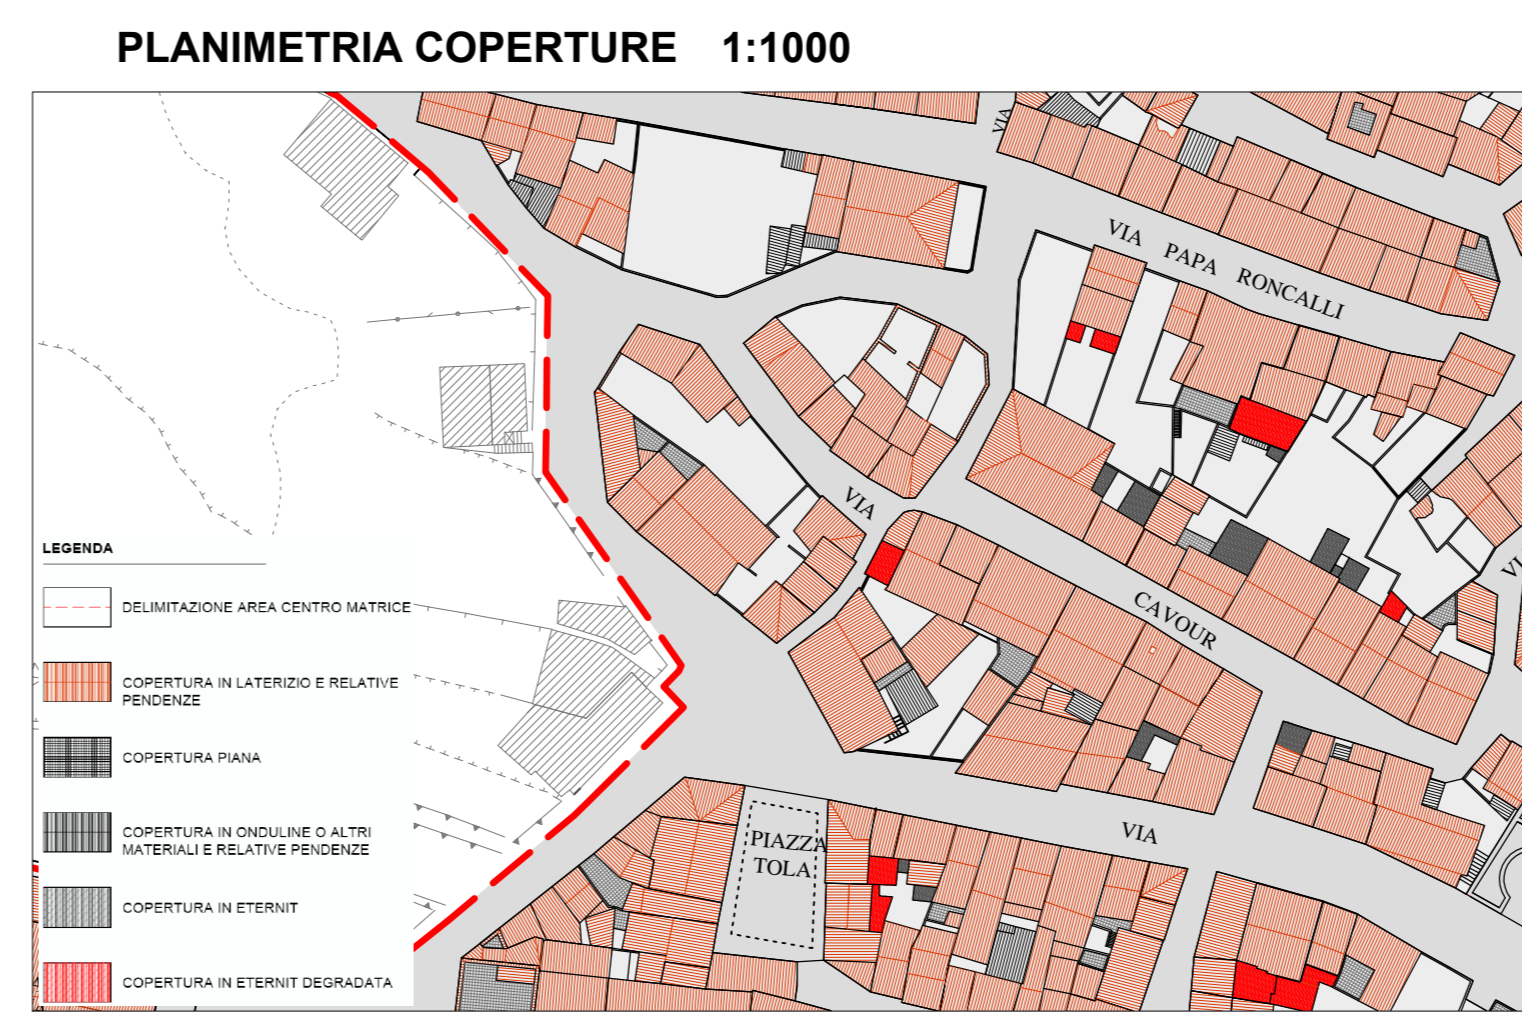 PLANIMETRIA COPERTURE 1:1000
VIA
VIA PAPA RONCALLI
VIA
CAVOUR
VIA
PIAZZA
TOLA
LEGENDA
DELIMITAZIONE AREA CENTRO MATRICE
COPERTURA IN LATERIZIO E RELATIVE
PENDENZE
COPERTURA PIANA
COPERTURA IN ONDULINE O ALTRI
MATERIALI E RELATIVE PENDENZE
COPERTURA IN ETERNIT
COPERTURA IN ETERNIT DEGRADATA